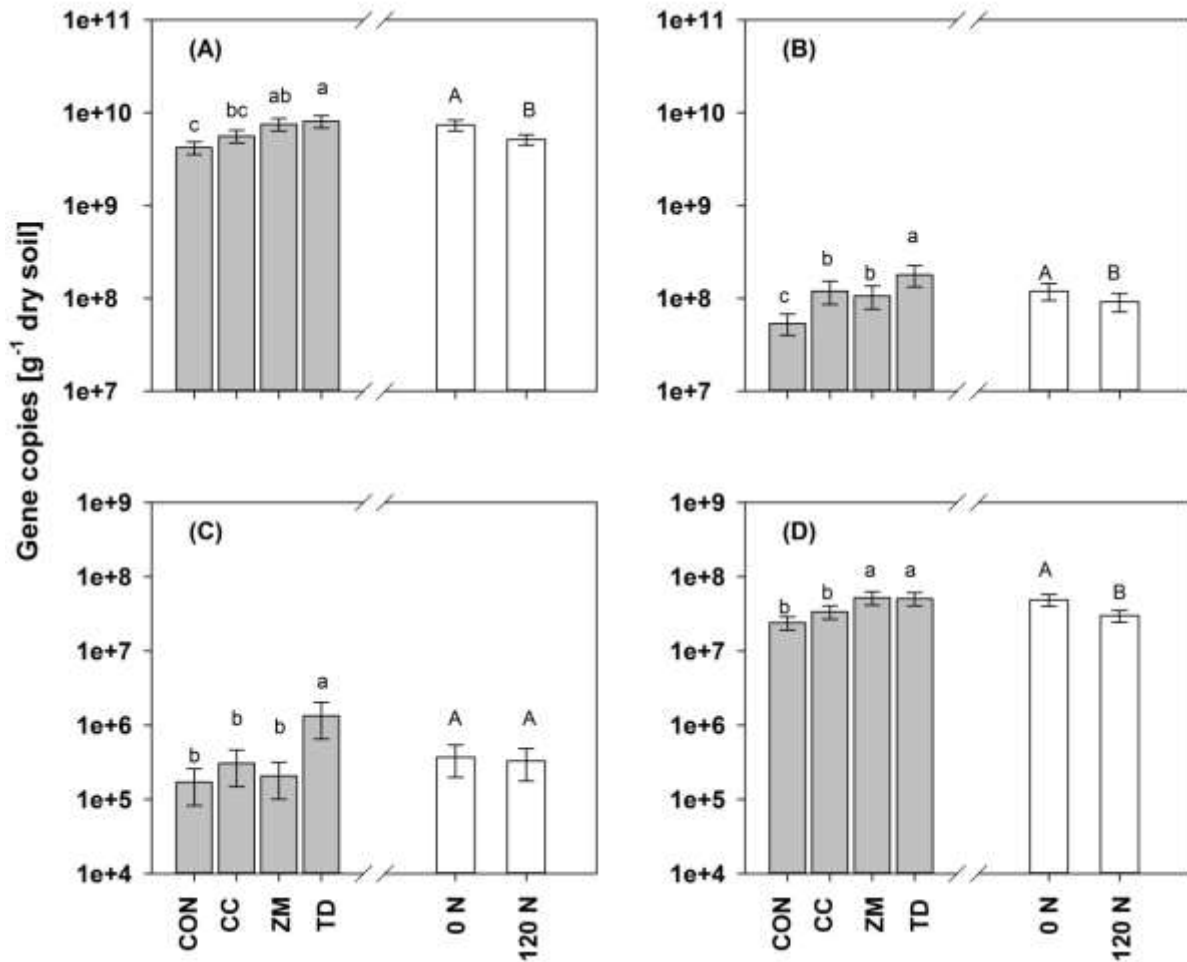 Gene copies [g⁻¹ dry soil]
(A)
1e+11
1e+10
1e+9
1e+8
1e+7
c
bc
ab
a
A
B
(B)
1e+11
1e+10
1e+9
1e+8
1e+7
c
b
b
a
A
B
(C)
1e+9
1e+8
1e+7
1e+6
1e+5
1e+4
b
b
b
a
A
A
CON
CC
ZM
TD
0 N
120 N
(D)
1e+9
1e+8
1e+7
1e+6
1e+5
1e+4
b
b
a
a
A
B
CON
CC
ZM
TD
0 N
120 N